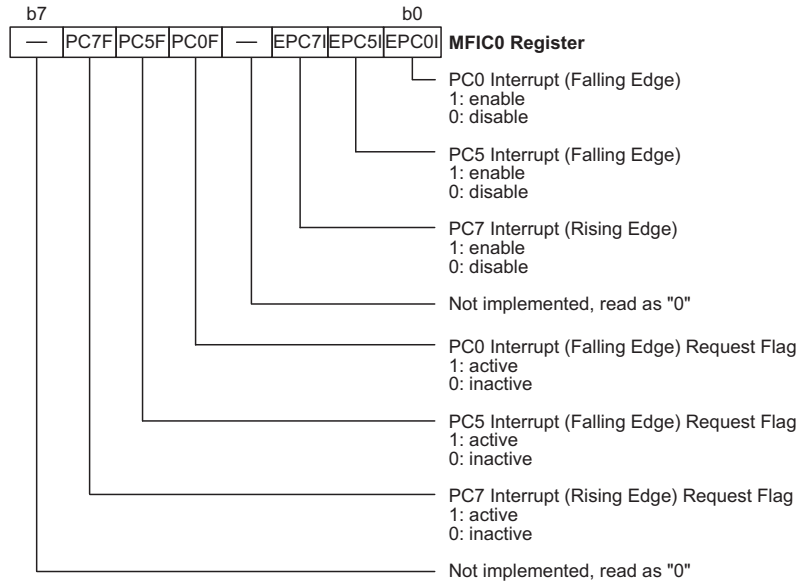 b7 b0
— PC7F PC5F PC0F — EPC7I EPC5I EPC0I MFIC0 Register
PC0 Interrupt (Falling Edge)
1: enable
0: disable
PC5 Interrupt (Falling Edge)
1: enable
0: disable
PC7 Interrupt (Rising Edge)
1: enable
0: disable
Not implemented, read as "0"
PC0 Interrupt (Falling Edge) Request Flag
1: active
0: inactive
PC5 Interrupt (Falling Edge) Request Flag
1: active
0: inactive
PC7 Interrupt (Rising Edge) Request Flag
1: active
0: inactive
Not implemented, read as "0"